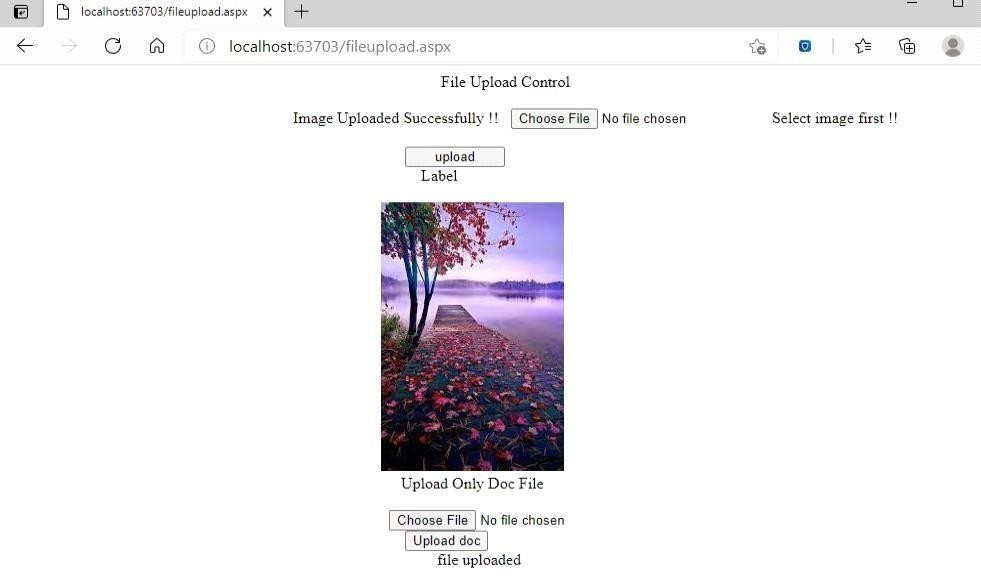 localhost:63703/fileupload.aspx
localhost:63703/fileupload.aspx
File Upload Control
Image Uploaded Successfully !! Choose File No file chosen Select image first !!
upload
Label
Upload Only Doc File
Choose File No file chosen
Upload doc
file uploaded